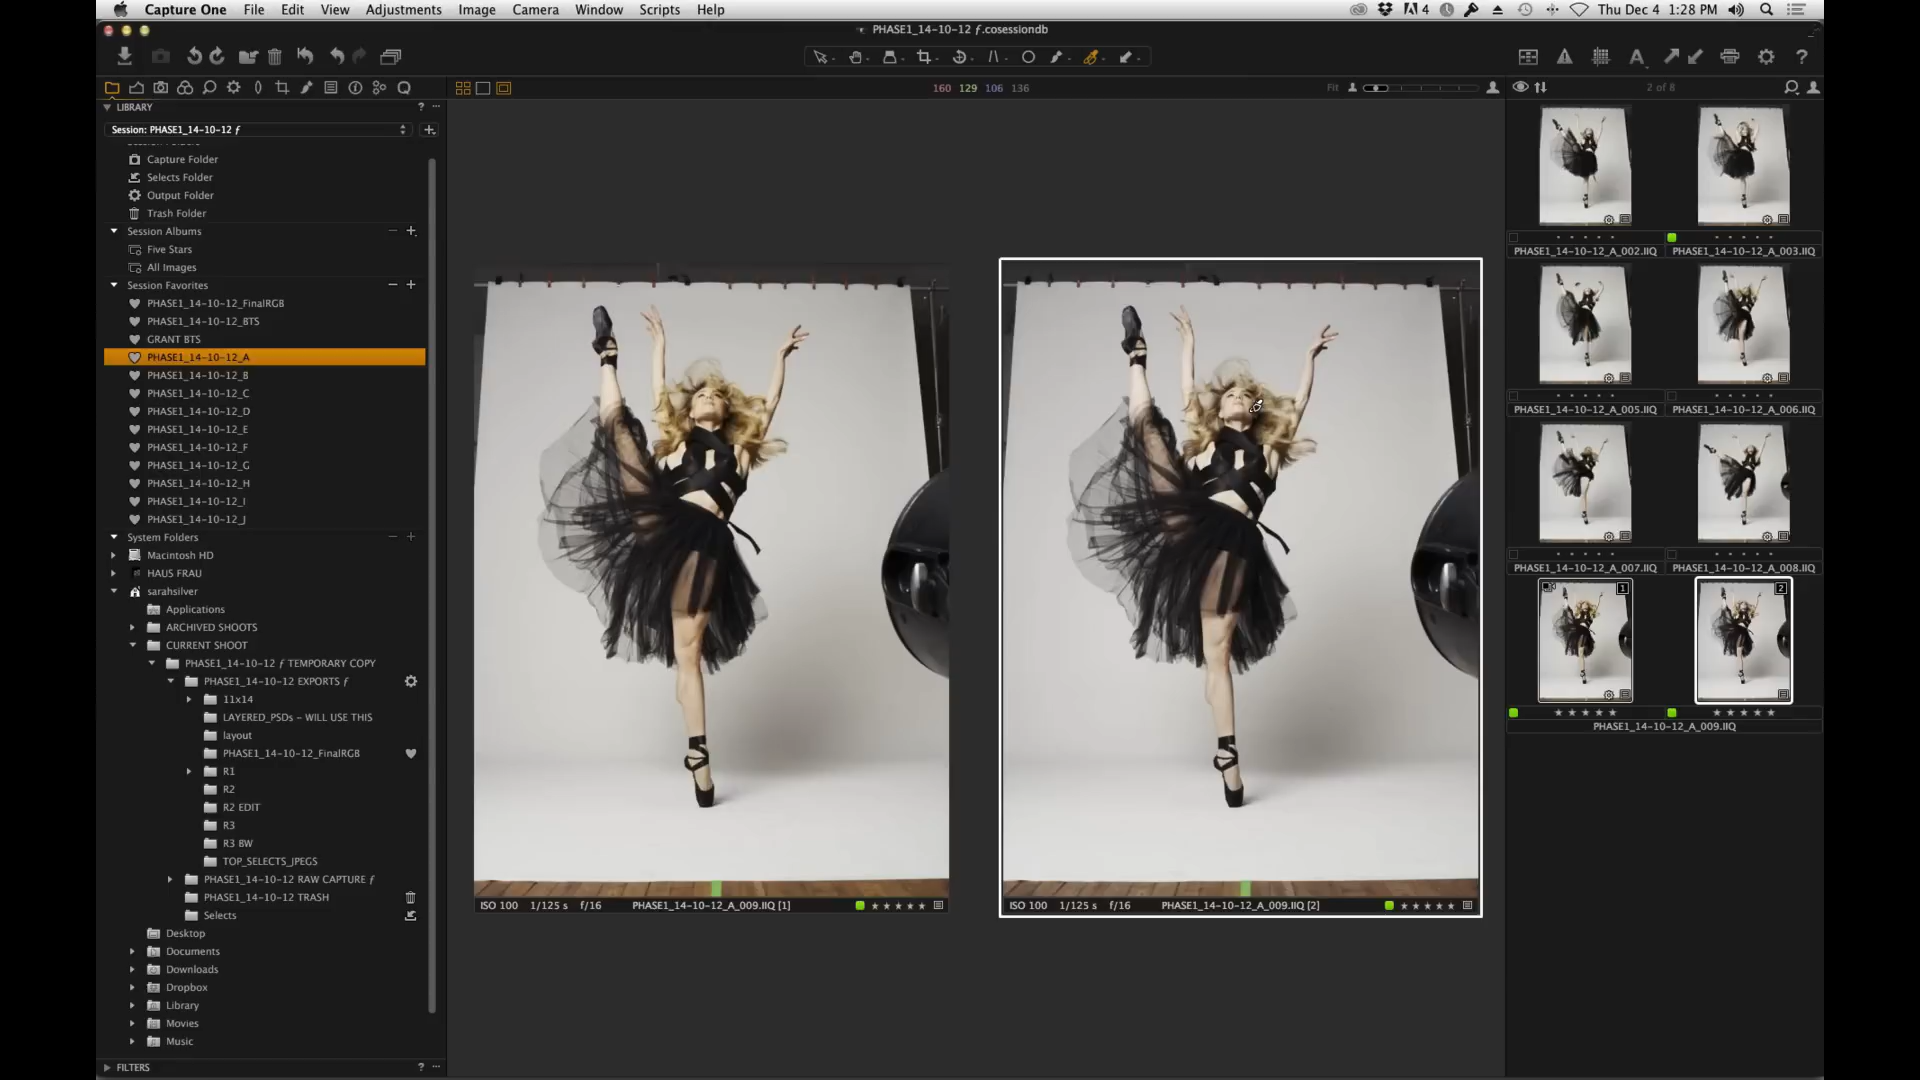 Capture One File Edit View Adjustments Image Camera Window Scripts Help
4 Thu Dec 4 1:28 PM
PHASE1_14-10-12 ƒ.cosessiondb
160 129 106 136
Fit
2 of 8
LIBRARY
Session: PHASE1_14-10-12 ƒ
Capture Folder
Selects Folder
Output Folder
Trash Folder
Session Albums
Five Stars
All Images
Session Favorites
PHASE1_14-10-12_FinalRGB
PHASE1_14-10-12_BTS
GRANT BTS
PHASE1_14-10-12_A
PHASE1_14-10-12_B
PHASE1_14-10-12_C
PHASE1_14-10-12_D
PHASE1_14-10-12_E
PHASE1_14-10-12_F
PHASE1_14-10-12_G
PHASE1_14-10-12_H
PHASE1_14-10-12_I
PHASE1_14-10-12_J
System Folders
Macintosh HD
HAUS FRAU
sarahsilver
Applications
ARCHIVED SHOOTS
CURRENT SHOOT
PHASE1_14-10-12 ƒ TEMPORARY COPY
PHASE1_14-10-12 EXPORTS ƒ
11x14
LAYERED_PSDs - WILL USE THIS
layout
PHASE1_14-10-12_FinalRGB
R1
R2
R2 EDIT
R3
R3 BW
TOP_SELECTS_JPEGS
PHASE1_14-10-12 RAW CAPTURE ƒ
PHASE1_14-10-12 TRASH
Selects
Desktop
Documents
Downloads
Dropbox
Library
Movies
Music
FILTERS
ISO 100 1/125 s f/16 PHASE1_14-10-12_A_009.IIQ [1]
ISO 100 1/125 s f/16 PHASE1_14-10-12_A_009.IIQ [2]
PHASE1_14-10-12_A_002.IIQ
PHASE1_14-10-12_A_003.IIQ
PHASE1_14-10-12_A_005.IIQ
PHASE1_14-10-12_A_006.IIQ
PHASE1_14-10-12_A_007.IIQ
PHASE1_14-10-12_A_008.IIQ
1
2
PHASE1_14-10-12_A_009.IIQ